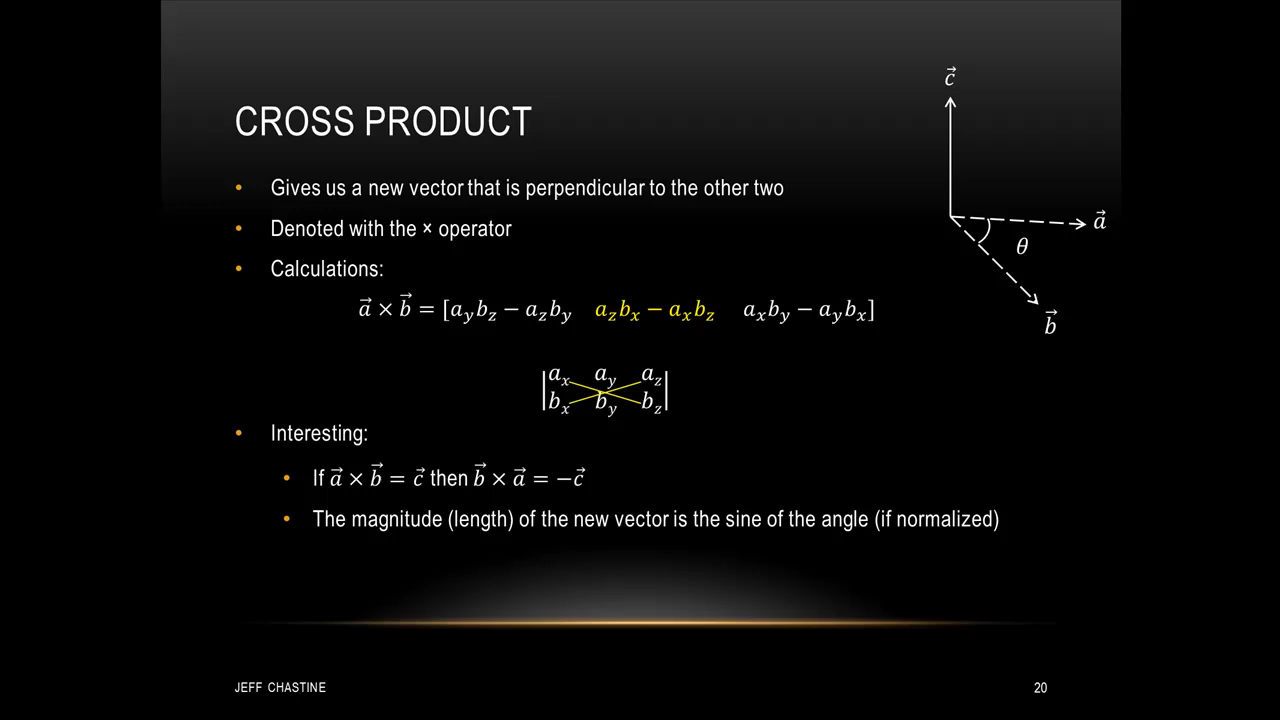 CROSS PRODUCT
• Gives us a new vector that is perpendicular to the other two
• Denoted with the × operator
• Calculations:
a⃗ × b⃗ = [a_y b_z − a_z b_y   a_z b_x − a_x b_z   a_x b_y − a_y b_x]
|a_x a_y a_z|
|b_x b_y b_z|
• Interesting:
• If a⃗ × b⃗ = c⃗ then b⃗ × a⃗ = −c⃗
• The magnitude (length) of the new vector is the sine of the angle (if normalized)
c⃗
a⃗
θ
b⃗
JEFF CHASTINE
20